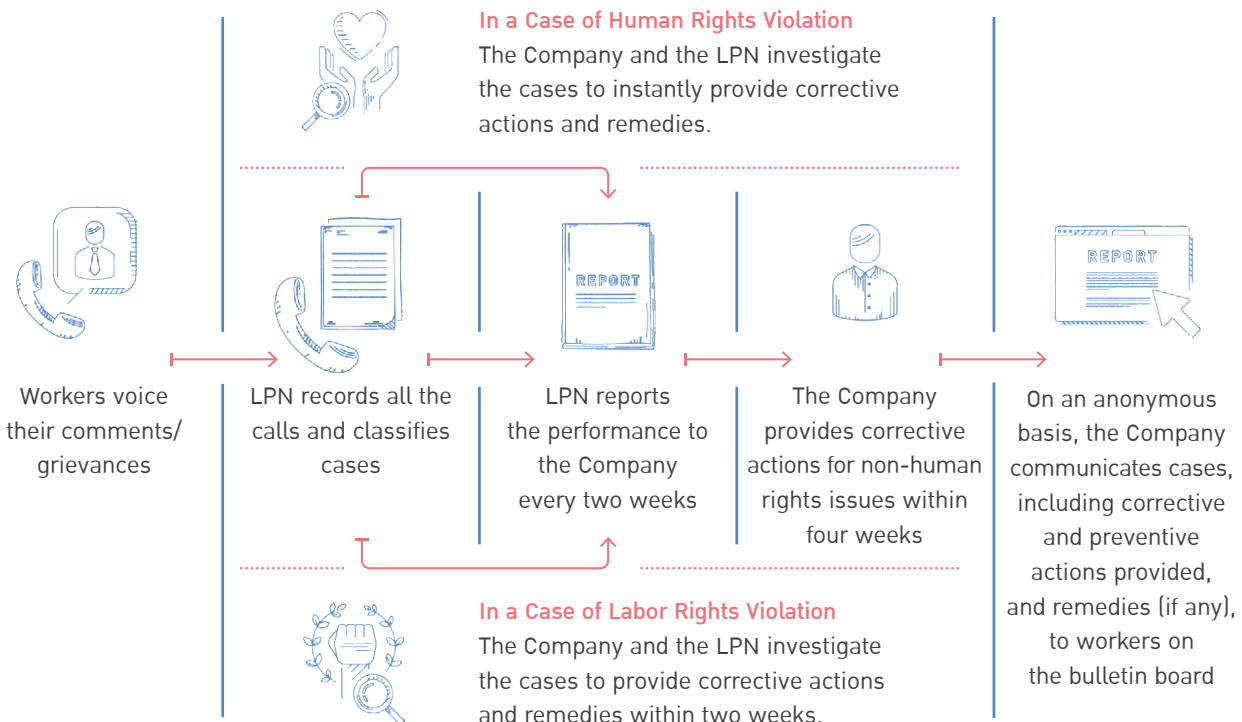 In a Case of Human Rights Violation
The Company and the LPN investigate
the cases to instantly provide corrective
actions and remedies.
Workers voice
their comments/
grievances
LPN records all the
calls and classifies
cases
REPORT
LPN reports
the performance to
the Company
every two weeks
The Company
provides corrective
actions for non-human
rights issues within
four weeks
REPORT
On an anonymous
basis, the Company
communicates cases,
including corrective
and preventive
actions provided,
and remedies (if any),
to workers on
the bulletin board
In a Case of Labor Rights Violation
The Company and the LPN investigate
the cases to provide corrective actions
and remedies within two weeks.